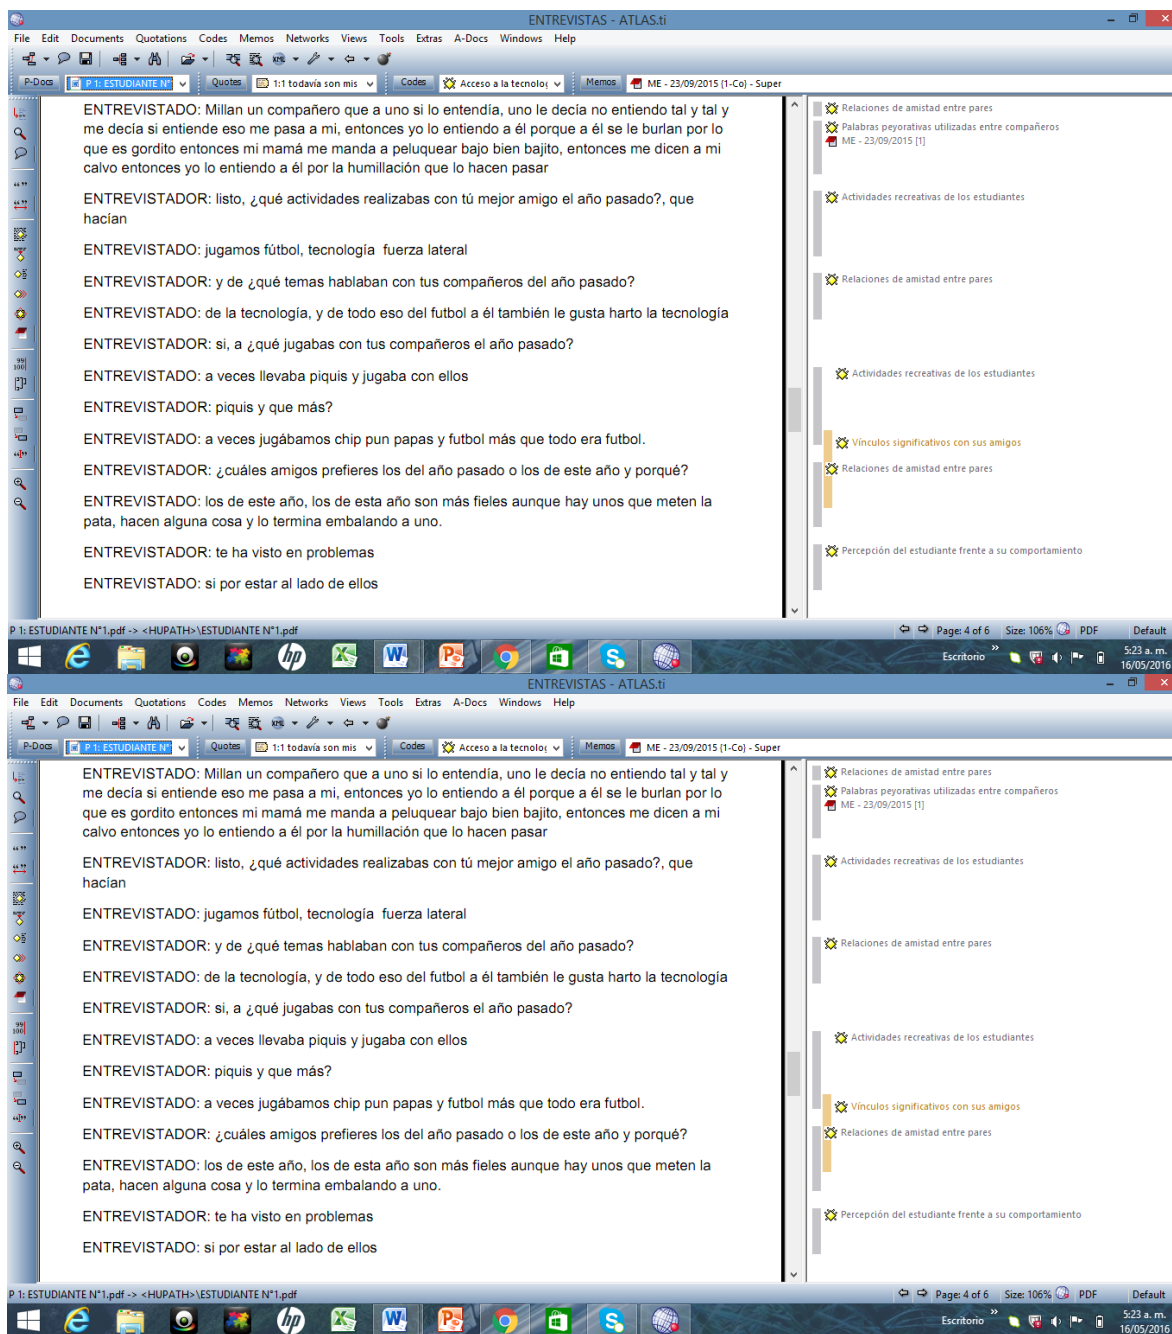 ENTREVISTAS - ATLAS.ti
File Edit Documents Quotations Codes Memos Networks Views Tools Extras A-Docs Windows Help
P-Docs P 1: ESTUDIANTE N° Quotes 1:1 todavía son mis Codes Acceso a la tecnolog Memos ME - 23/09/2015 (1-Co) - Super
ENTREVISTADO: Millan un compañero que a uno si lo entendía, uno le decía no entiendo tal y tal y
me decía si entiende eso me pasa a mi, entonces yo lo entiendo a él porque a él se le burlan por lo
que es gordito entonces mi mamá me manda a peluquear bajo bien bajito, entonces me dicen a mi
calvo entonces yo lo entiendo a él por la humillación que lo hacen pasar
ENTREVISTADOR: listo, ¿qué actividades realizabas con tú mejor amigo el año pasado?, que
hacían
ENTREVISTADO: jugamos fútbol, tecnología fuerza lateral
ENTREVISTADOR: y de ¿qué temas hablaban con tus compañeros del año pasado?
ENTREVISTADO: de la tecnología, y de todo eso del futbol a él también le gusta harto la tecnología
ENTREVISTADOR: si, a ¿qué jugabas con tus compañeros el año pasado?
ENTREVISTADO: a veces llevaba piquis y jugaba con ellos
ENTREVISTADOR: piquis y que más?
ENTREVISTADO: a veces jugábamos chip pun papas y futbol más que todo era futbol.
ENTREVISTADOR: ¿cuáles amigos prefieres los del año pasado o los de este año y porqué?
ENTREVISTADO: los de este año, los de esta año son más fieles aunque hay unos que meten la
pata, hacen alguna cosa y lo termina embalando a uno.
ENTREVISTADOR: te ha visto en problemas
ENTREVISTADO: si por estar al lado de ellos
Relaciones de amistad entre pares
Palabras peyorativas utilizadas entre compañeros
ME - 23/09/2015 [1]
Actividades recreativas de los estudiantes
Relaciones de amistad entre pares
Actividades recreativas de los estudiantes
Vínculos significativos con sus amigos
Relaciones de amistad entre pares
Percepción del estudiante frente a su comportamiento
P 1: ESTUDIANTE N°1.pdf -> <HUPATH>\ESTUDIANTE N°1.pdf Page: 4 of 6 Size: 106% PDF Default
Escritorio 5:23 a. m.
16/05/2016
ENTREVISTAS - ATLAS.ti
File Edit Documents Quotations Codes Memos Networks Views Tools Extras A-Docs Windows Help
P-Docs P 1: ESTUDIANTE N° Quotes 1:1 todavía son mis Codes Acceso a la tecnolog Memos ME - 23/09/2015 (1-Co) - Super
ENTREVISTADO: Millan un compañero que a uno si lo entendía, uno le decía no entiendo tal y tal y
me decía si entiende eso me pasa a mi, entonces yo lo entiendo a él porque a él se le burlan por lo
que es gordito entonces mi mamá me manda a peluquear bajo bien bajito, entonces me dicen a mi
calvo entonces yo lo entiendo a él por la humillación que lo hacen pasar
ENTREVISTADOR: listo, ¿qué actividades realizabas con tú mejor amigo el año pasado?, que
hacían
ENTREVISTADO: jugamos fútbol, tecnología fuerza lateral
ENTREVISTADOR: y de ¿qué temas hablaban con tus compañeros del año pasado?
ENTREVISTADO: de la tecnología, y de todo eso del futbol a él también le gusta harto la tecnología
ENTREVISTADOR: si, a ¿qué jugabas con tus compañeros el año pasado?
ENTREVISTADO: a veces llevaba piquis y jugaba con ellos
ENTREVISTADOR: piquis y que más?
ENTREVISTADO: a veces jugábamos chip pun papas y futbol más que todo era futbol.
ENTREVISTADOR: ¿cuáles amigos prefieres los del año pasado o los de este año y porqué?
ENTREVISTADO: los de este año, los de esta año son más fieles aunque hay unos que meten la
pata, hacen alguna cosa y lo termina embalando a uno.
ENTREVISTADOR: te ha visto en problemas
ENTREVISTADO: si por estar al lado de ellos
Relaciones de amistad entre pares
Palabras peyorativas utilizadas entre compañeros
ME - 23/09/2015 [1]
Actividades recreativas de los estudiantes
Relaciones de amistad entre pares
Actividades recreativas de los estudiantes
Vínculos significativos con sus amigos
Relaciones de amistad entre pares
Percepción del estudiante frente a su comportamiento
P 1: ESTUDIANTE N°1.pdf -> <HUPATH>\ESTUDIANTE N°1.pdf Page: 4 of 6 Size: 106% PDF Default
Escritorio 5:23 a. m.
16/05/2016